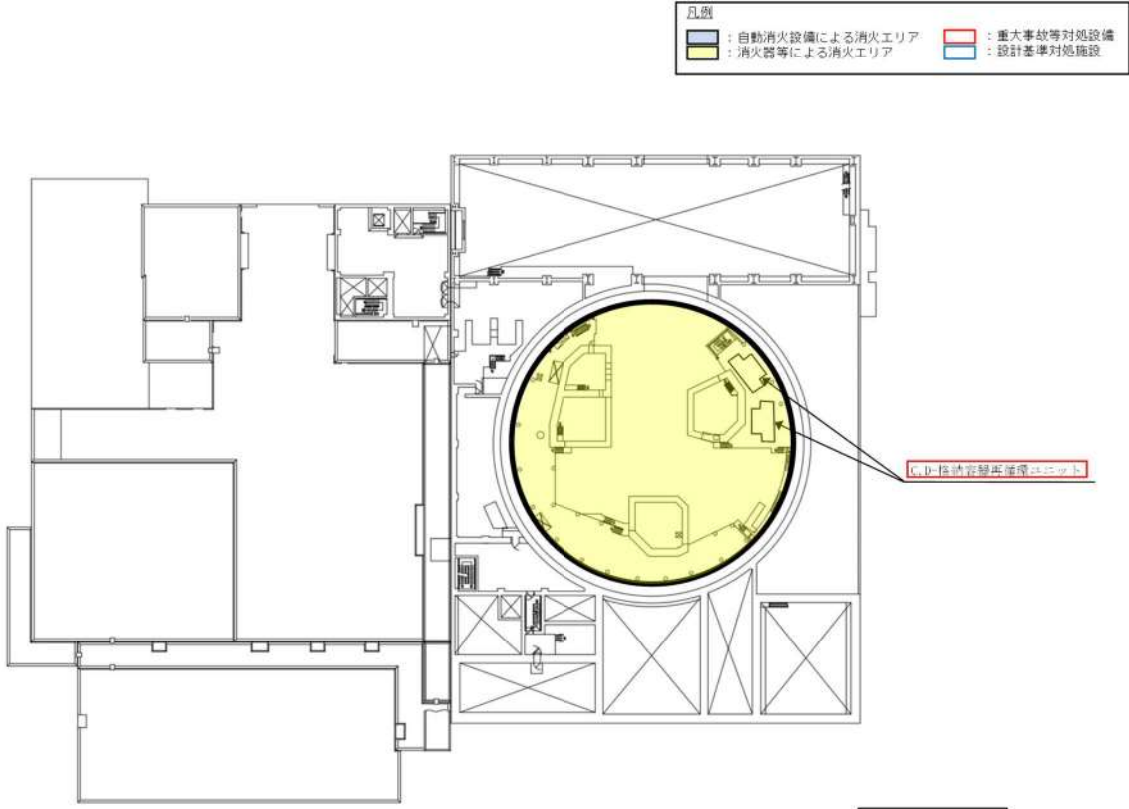 凡例
：自動消火設備による消火エリア
：重大事故等対処設備
：消火器等による消火エリア
：設計基準対処施設
C,D-格納容器再循環ユニット